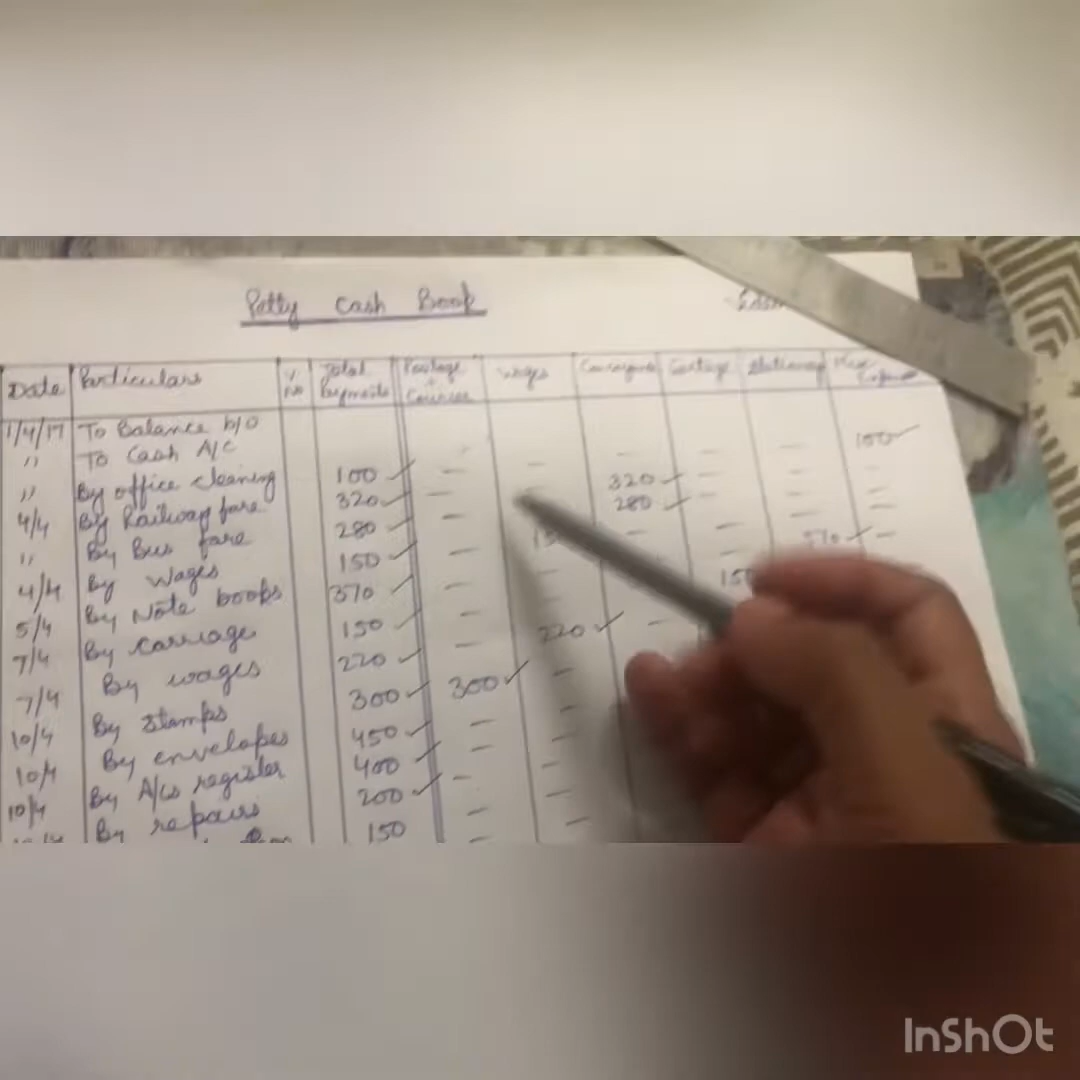 Petty Cash Book
Date Particulars V. No Total Payments Postage + Courier Wages Conveyance Cartage Stationery
1/4/17 To Balance b/d
" To Cash A/C
" By office cleaning 100 — — — — — 100
4/4 By Railway fare 320 — — 320 — — —
" By Bus fare 280 — — 280 — — —
4/4 By Wages 150 —
5/4 By Note books 370 — — 370 —
7/4 By carriage 150 — — 150
7/4 By wages 220 — 220 —
10/4 By Stamps 300 300 —
10/4 By envelopes 450 — —
10/4 By A/cs register 400 — —
By repairs 200 — —
150 — —
InShOt